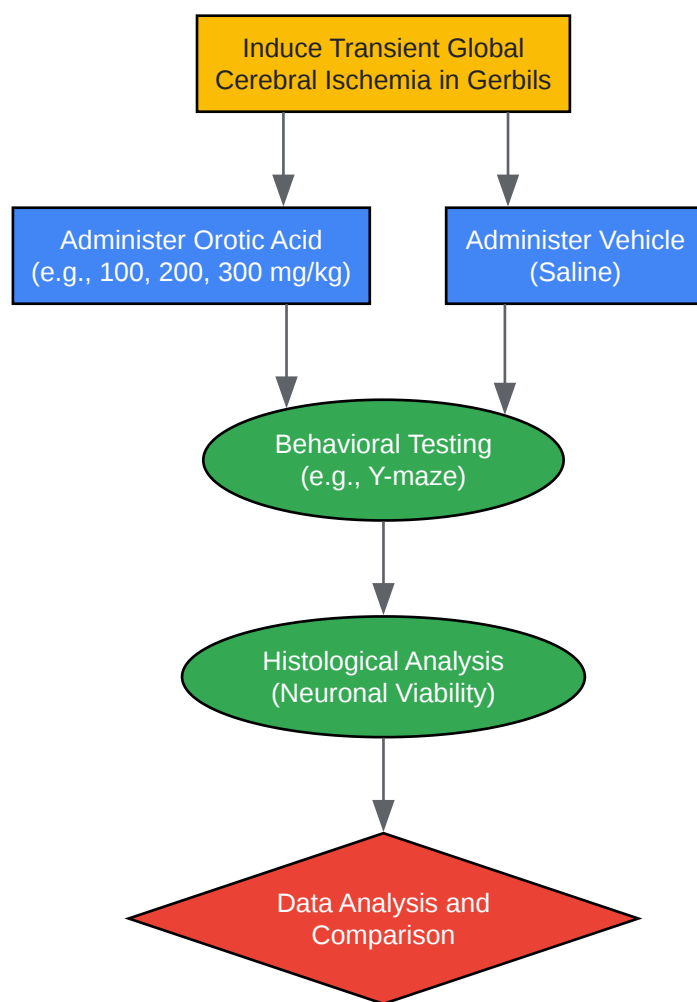 Induce Transient Global
Cerebral Ischemia in Gerbils
Administer Orotic Acid
(e.g., 100, 200, 300 mg/kg)
Administer Vehicle
(Saline)
Behavioral Testing
(e.g., Y-maze)
Histological Analysis
(Neuronal Viability)
Data Analysis and
Comparison